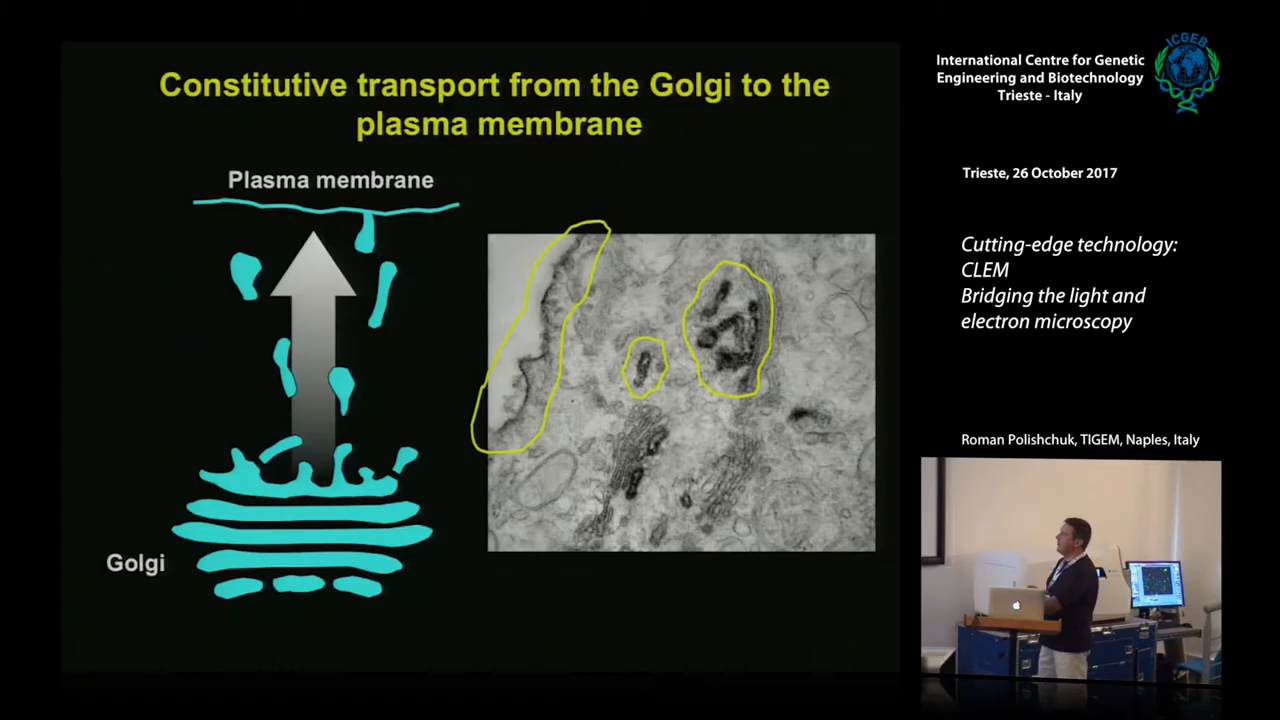 Constitutive transport from the Golgi to the
plasma membrane
Plasma membrane
Golgi
ICGEB
International Centre for Genetic
Engineering and Biotechnology
Trieste - Italy
Trieste, 26 October 2017
Cutting-edge technology:
CLEM
Bridging the light and
electron microscopy
Roman Polishchuk, TIGEM, Naples, Italy